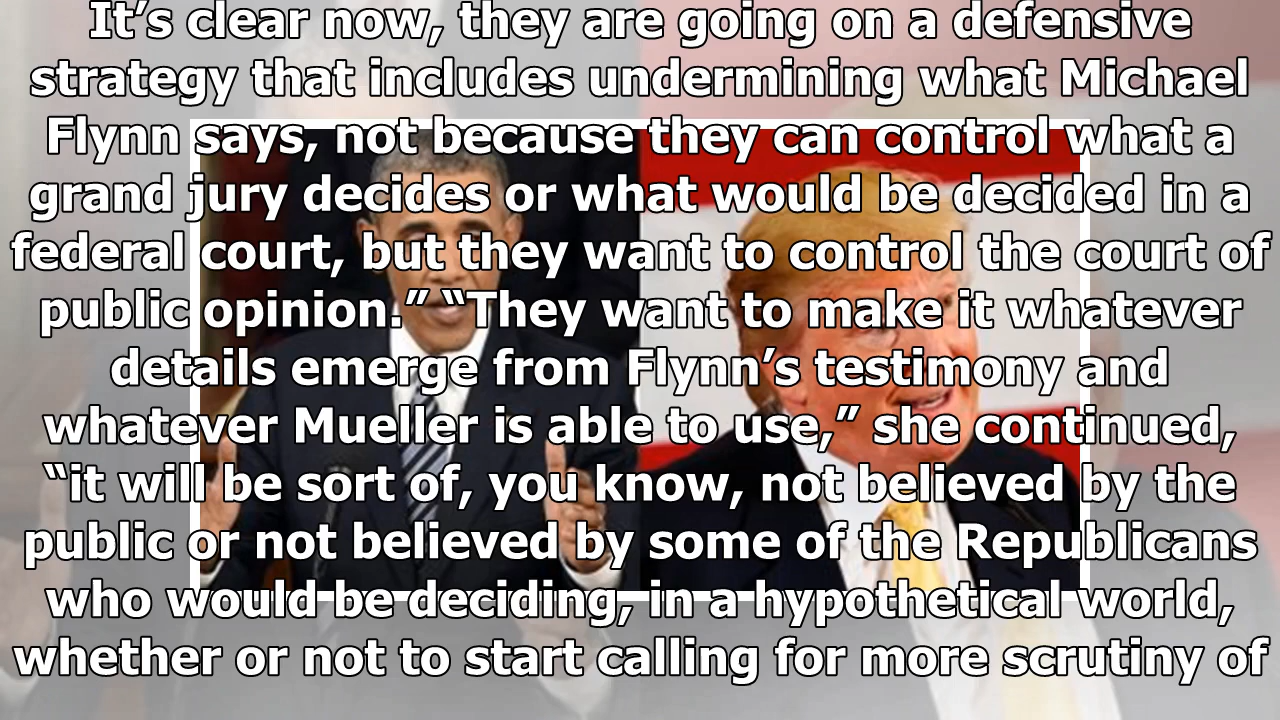 It’s clear now, they are going on a defensive
strategy that includes undermining what Michael
Flynn says, not because they can control what a
grand jury decides or what would be decided in a
federal court, but they want to control the court of
public opinion.” “They want to make it whatever
details emerge from Flynn’s testimony and
whatever Mueller is able to use,” she continued,
“it will be sort of, you know, not believed by the
public or not believed by some of the Republicans
who would be deciding, in a hypothetical world,
whether or not to start calling for more scrutiny of